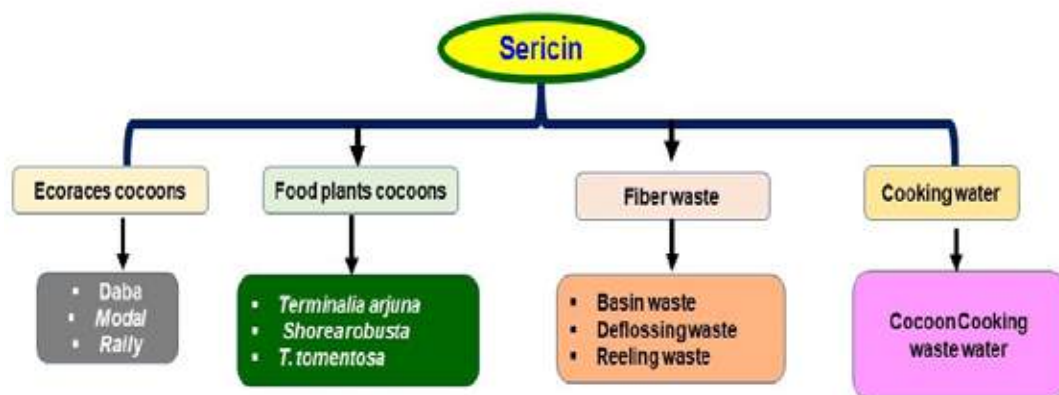 Sericin
Ecoraces cocoons
Food plants cocoons
Fiber waste
Cooking water
▪ Daba
▪ Modal
▪ Rally
▪ Terminalia arjuna
▪ Shorearobusta
▪ T. tomentosa
▪ Basin waste
▪ Deflossing waste
▪ Reeling waste
Cocoon Cooking
waste water